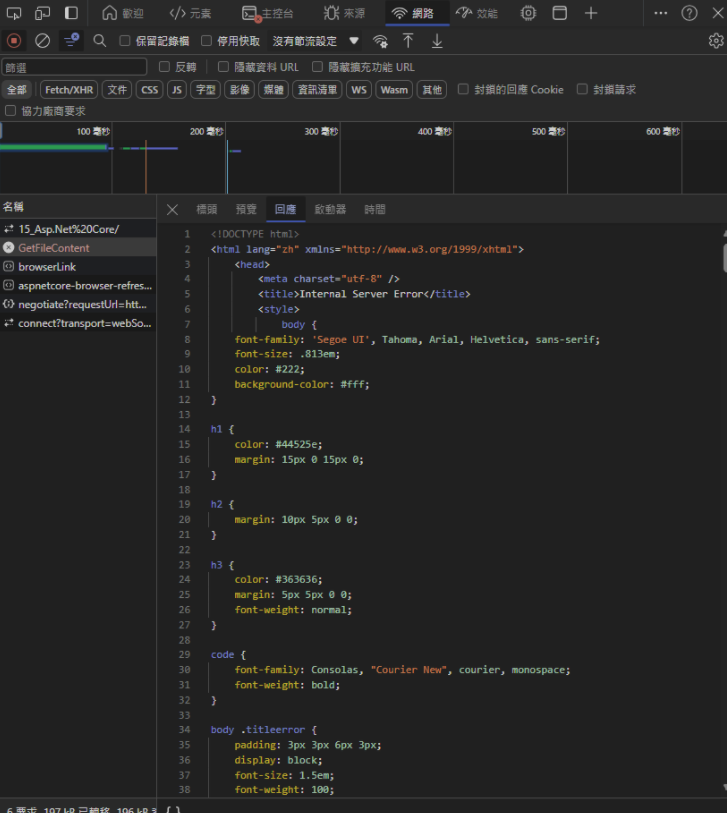 歡迎 元素 主控台 來源 網路 效能
保留記錄檔 停用快取 沒有節流設定
篩選 反轉 隱藏資料 URL 隱藏擴充功能 URL
全部 Fetch/XHR 文件 CSS JS 字型 影像 媒體 資訊清單 WS Wasm 其他 封鎖的回應 Cookie 封鎖請求
協力廠商要求
100 毫秒 200 毫秒 300 毫秒 400 毫秒 500 毫秒 600 毫秒
名稱
15_Asp.Net%20Core/
GetFileContent
browserLink
aspnetcore-browser-refres...
negotiate?requestUrl=htt...
connect?transport=webSo...
標頭 預覽 回應 啟動器 時間
1 <!DOCTYPE html>
2 <html lang="zh" xmlns="http://www.w3.org/1999/xhtml">
3 <head>
4 <meta charset="utf-8" />
5 <title>Internal Server Error</title>
6 <style>
7 body {
8 font-family: 'Segoe UI', Tahoma, Arial, Helvetica, sans-serif;
9 font-size: .813em;
10 color: #222;
11 background-color: #fff;
12 }
13
14 h1 {
15 color: #44525e;
16 margin: 15px 0 15px 0;
17 }
18
19 h2 {
20 margin: 10px 5px 0 0;
21 }
22
23 h3 {
24 color: #363636;
25 margin: 5px 5px 0 0;
26 font-weight: normal;
27 }
28
29 code {
30 font-family: Consolas, "Courier New", courier, monospace;
31 font-weight: bold;
32 }
33
34 body .titleerror {
35 padding: 3px 3px 6px 3px;
36 display: block;
37 font-size: 1.5em;
38 font-weight: 100;
6 要求 197 kB 已轉移 196 kB { }